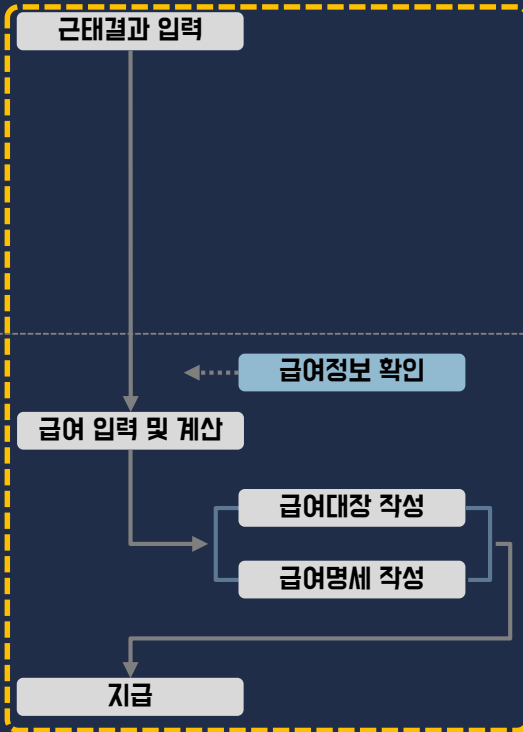 근태결과 입력
급여정보 확인
급여 입력 및 계산
급여대장 작성
급여명세 작성
지급